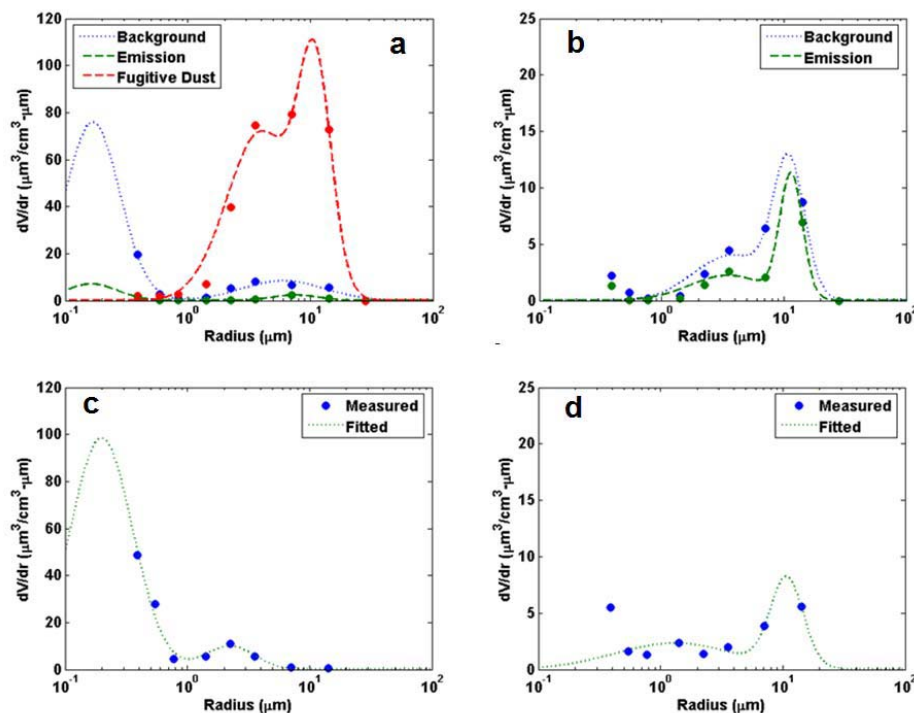 a
Background
Emission
Fugitive Dust
dV/dr (μm³/cm³-μm)
120
100
80
60
40
20
0
10⁻¹ 10⁰ 10¹ 10²
Radius (μm)
b
Background
Emission
dV/dr (μm³/cm³-μm)
25
20
15
10
5
0
10⁻¹ 10⁰ 10¹ 10²
Radius (μm)
c
Measured
Fitted
dV/dr (μm³/cm³-μm)
120
100
80
60
40
20
0
10⁻¹ 10⁰ 10¹ 10²
Radius (μm)
d
Measured
Fitted
dV/dr (μm³/cm³-μm)
25
20
15
10
5
0
10⁻¹ 10⁰ 10¹ 10²
Radius (μm)